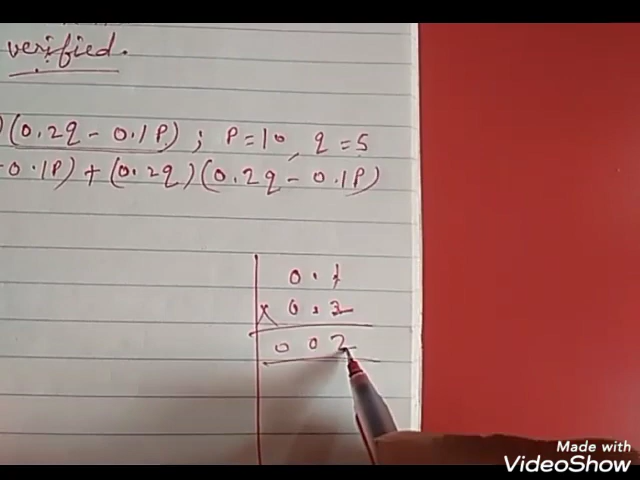 verified.
)(0.2q - 0.1P) ; P = 10, q = 5
- 0.1P) + (0.2q)(0.2q - 0.1P)
0.1
× 0.2
0 0 2
Made with
VideoShow